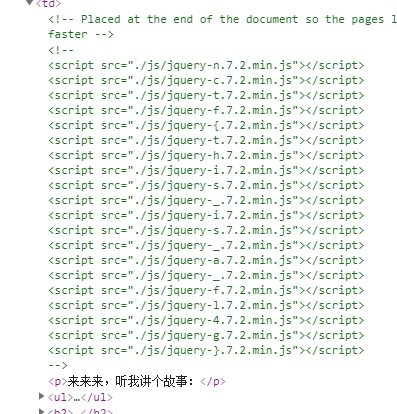 ▼<td>
<!-- Placed at the end of the document so the pages l
faster -->
<!--
<script src="./js/jquery-n.7.2.min.js"></script>
<script src="./js/jquery-c.7.2.min.js"></script>
<script src="./js/jquery-t.7.2.min.js"></script>
<script src="./js/jquery-f.7.2.min.js"></script>
<script src="./js/jquery-{.7.2.min.js"></script>
<script src="./js/jquery-t.7.2.min.js"></script>
<script src="./js/jquery-h.7.2.min.js"></script>
<script src="./js/jquery-i.7.2.min.js"></script>
<script src="./js/jquery-s.7.2.min.js"></script>
<script src="./js/jquery-_.7.2.min.js"></script>
<script src="./js/jquery-i.7.2.min.js"></script>
<script src="./js/jquery-s.7.2.min.js"></script>
<script src="./js/jquery-_.7.2.min.js"></script>
<script src="./js/jquery-a.7.2.min.js"></script>
<script src="./js/jquery-_.7.2.min.js"></script>
<script src="./js/jquery-f.7.2.min.js"></script>
<script src="./js/jquery-l.7.2.min.js"></script>
<script src="./js/jquery-4.7.2.min.js"></script>
<script src="./js/jquery-g.7.2.min.js"></script>
<script src="./js/jquery-}.7.2.min.js"></script>
-->
<p>来来来，听我讲个故事：</p>
▶<ul>…</ul>
▶<h2>…</h2>